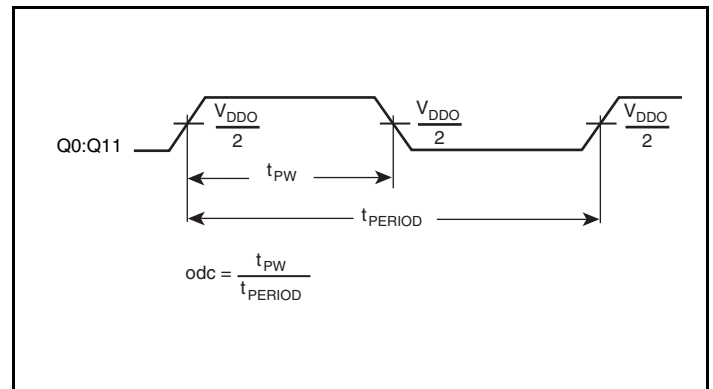 V_DDO / 2
V_DDO / 2
V_DDO / 2
Q0:Q11
t_PW
t_PERIOD
odc = t_PW / t_PERIOD